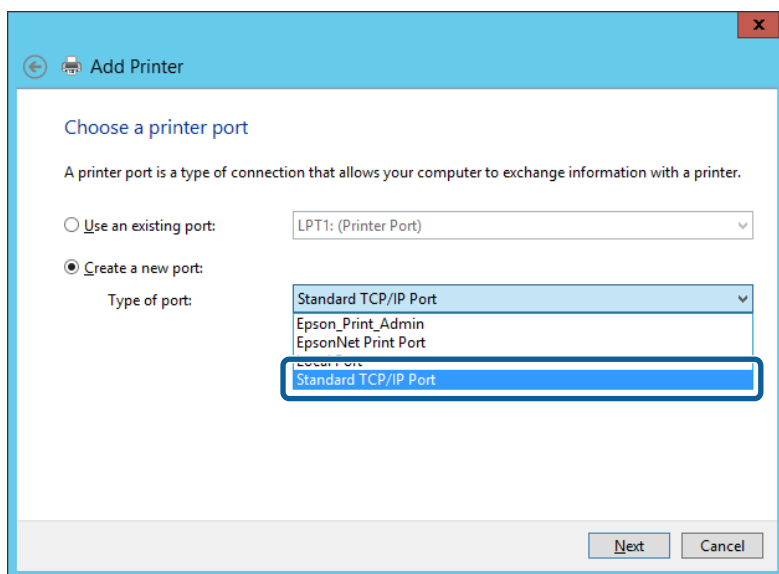 x
Add Printer
Choose a printer port
A printer port is a type of connection that allows your computer to exchange information with a printer.
Use an existing port: LPT1: (Printer Port)
Create a new port:
Type of port: Standard TCP/IP Port
Epson_Print_Admin
EpsonNet Print Port
Local Port
Standard TCP/IP Port
Next Cancel